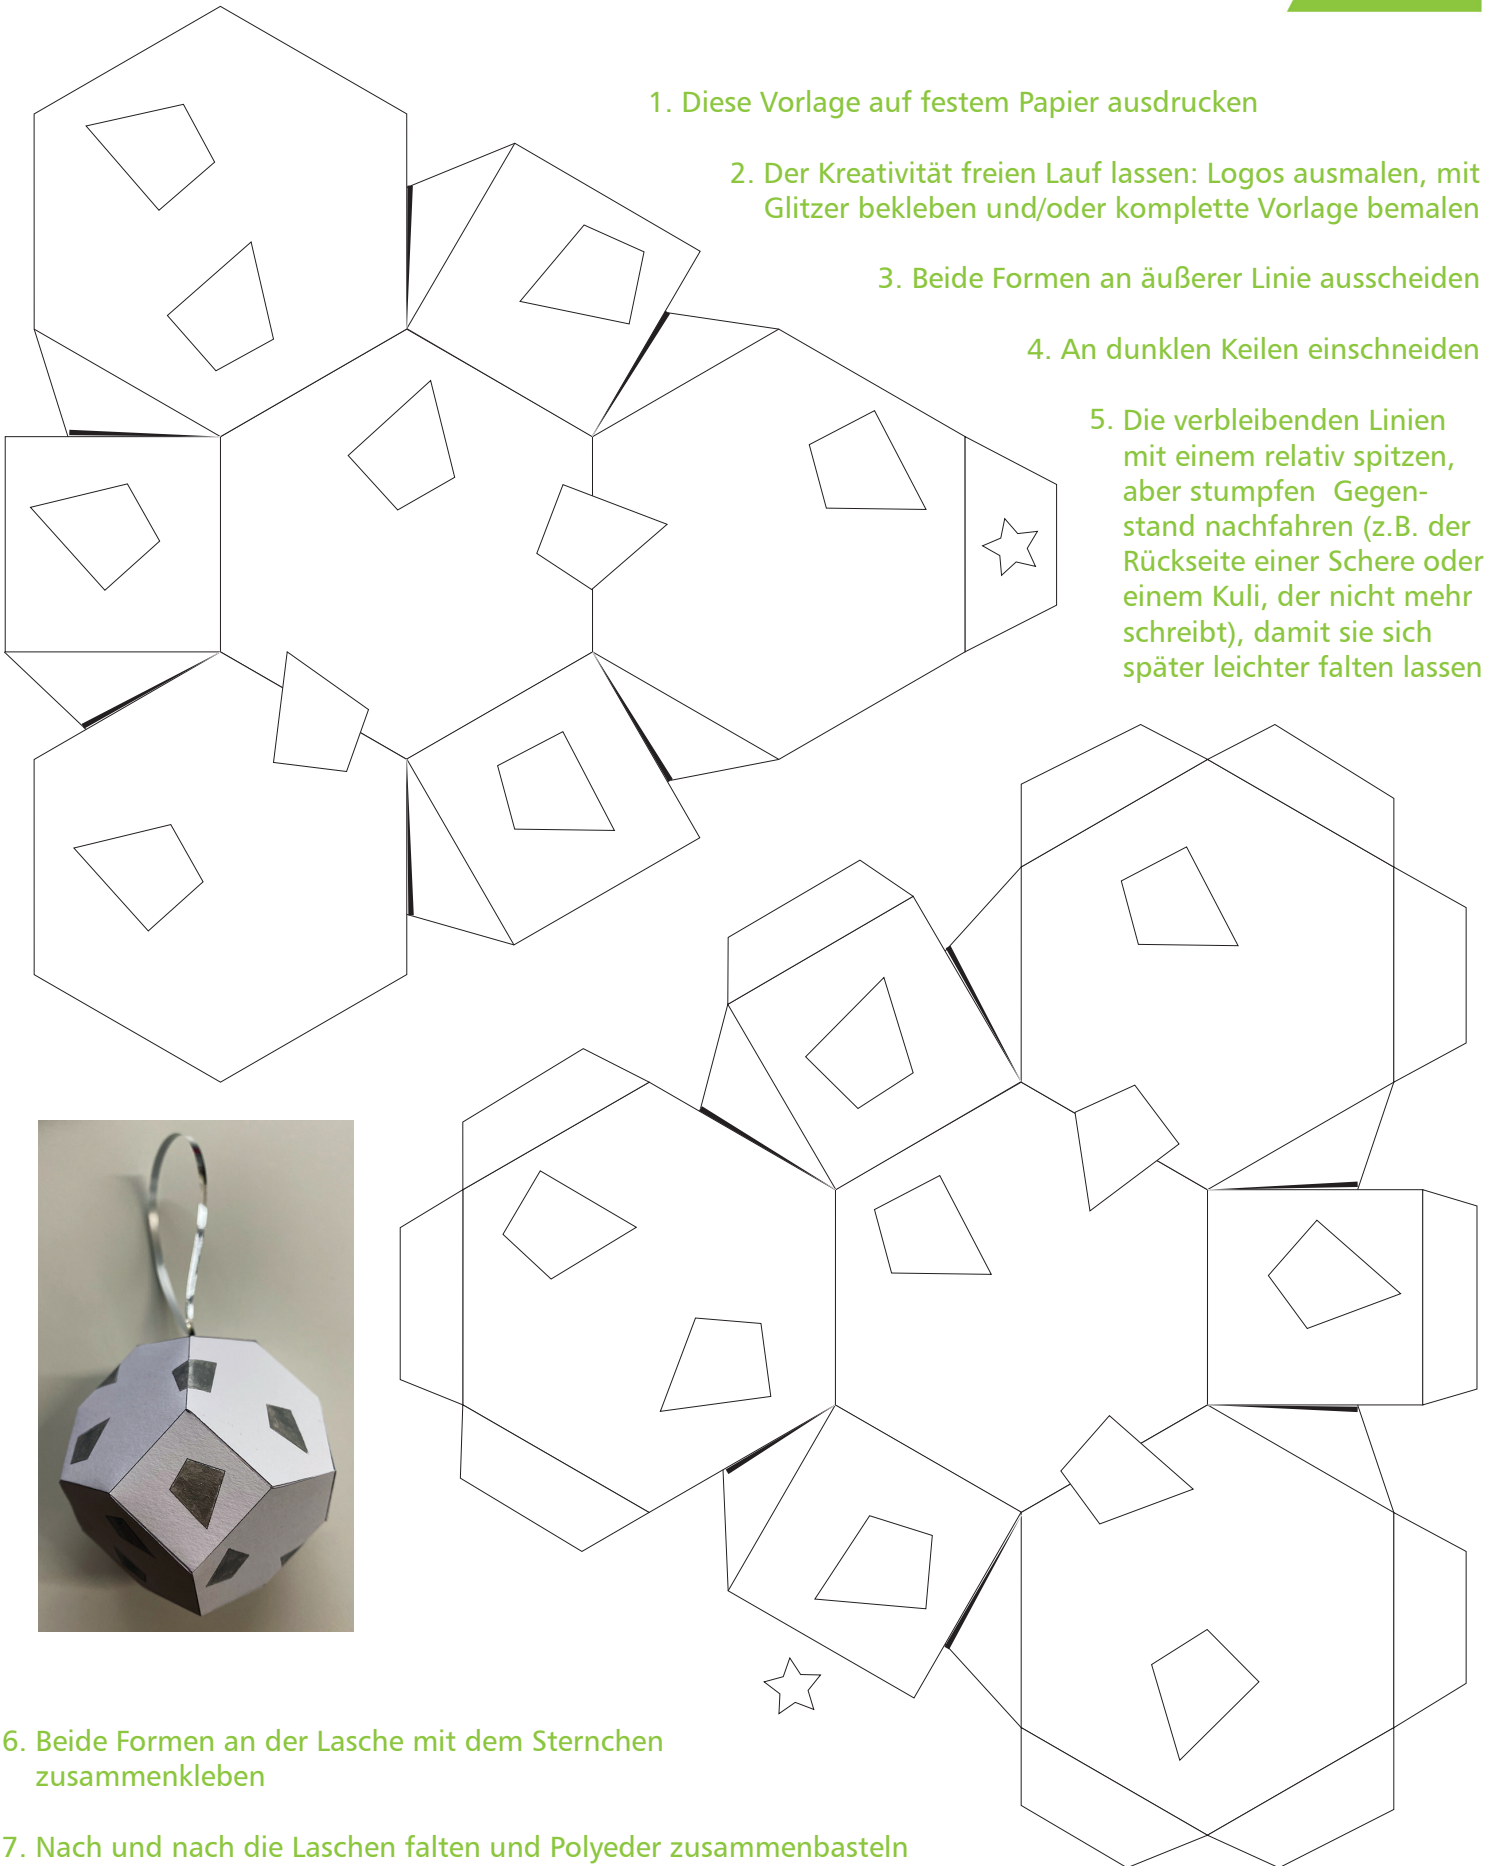 1. Diese Vorlage auf festem Papier ausdrucken
2. Der Kreativität freien Lauf lassen: Logos ausmalen, mit
Glitzer bekleben und/oder komplette Vorlage bemalen
3. Beide Formen an äußerer Linie ausscheiden
4. An dunklen Keilen einschneiden
5. Die verbleibenden Linien
mit einem relativ spitzen,
aber stumpfen Gegen-
stand nachfahren (z.B. der
Rückseite einer Schere oder
einem Kuli, der nicht mehr
schreibt), damit sie sich
später leichter falten lassen
6. Beide Formen an der Lasche mit dem Sternchen
zusammenkleben
7. Nach und nach die Laschen falten und Polyeder zusammenbasteln